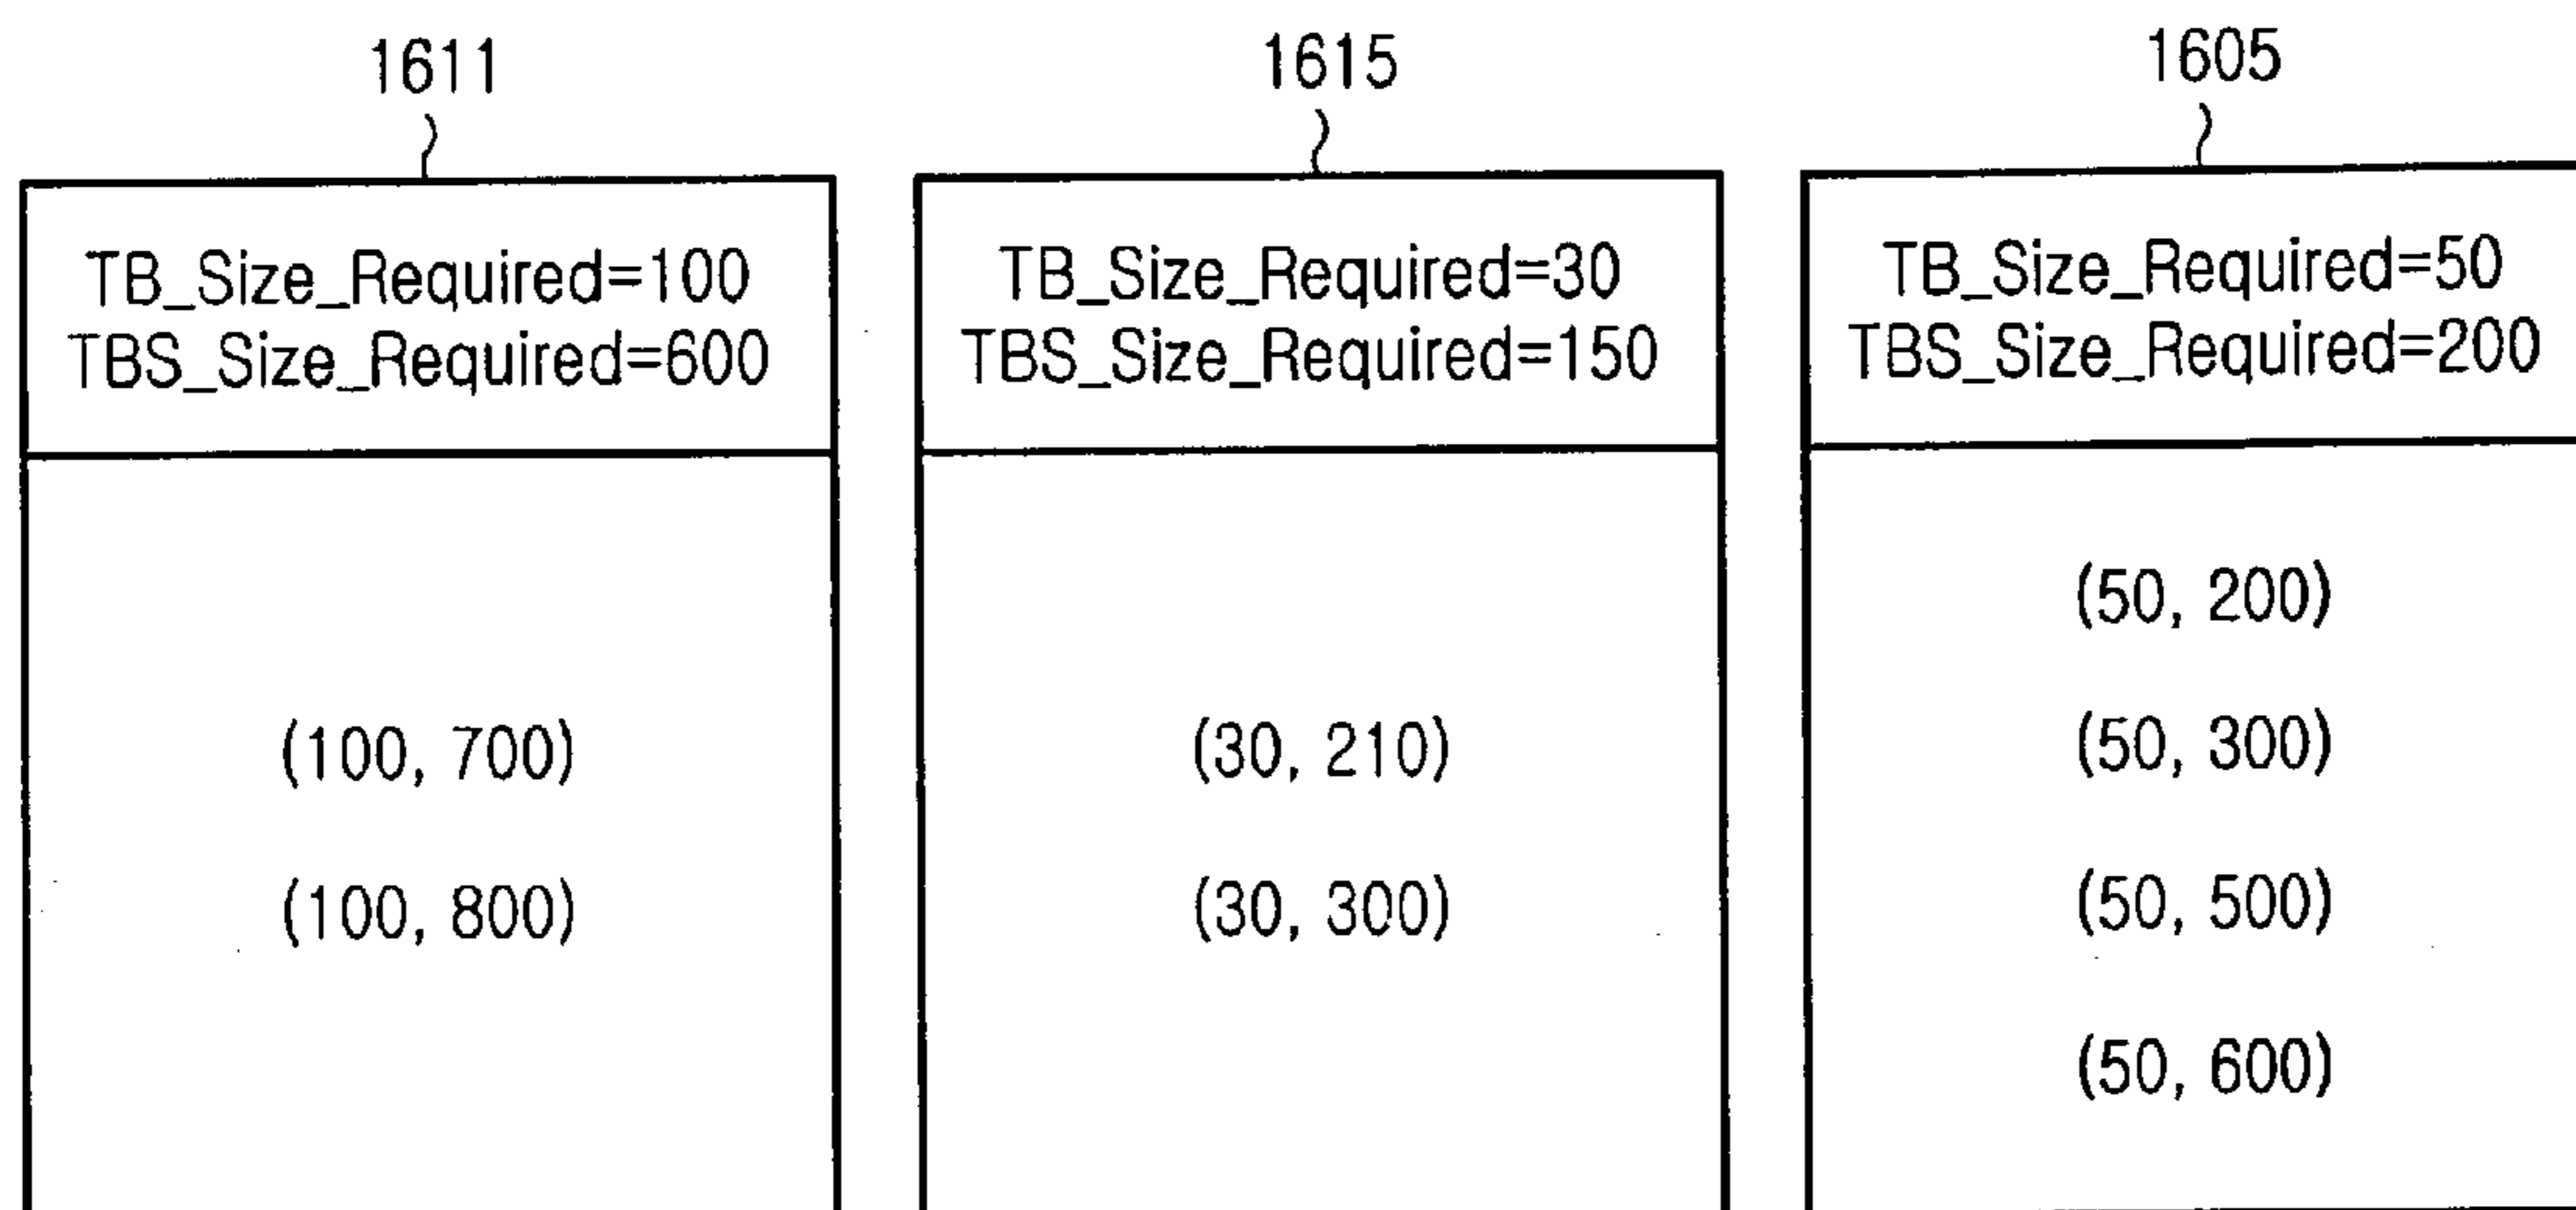 1611
TB_Size_Required=100
TBS_Size_Required=600
(100, 700)
(100, 800)
1615
TB_Size_Required=30
TBS_Size_Required=150
(30, 210)
(30, 300)
1605
TB_Size_Required=50
TBS_Size_Required=200
(50, 200)
(50, 300)
(50, 500)
(50, 600)